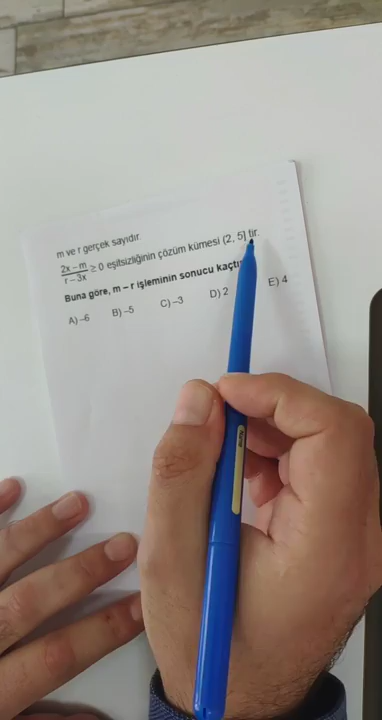 m ve r gerçek sayıdır.
2x – m / r – 3x ≥ 0 eşitsizliğinin çözüm kümesi (2, 5] tir.
Buna göre, m – r işleminin sonucu kaçtı
A) –6 B) –5 C) –3 D) 2 E) 4